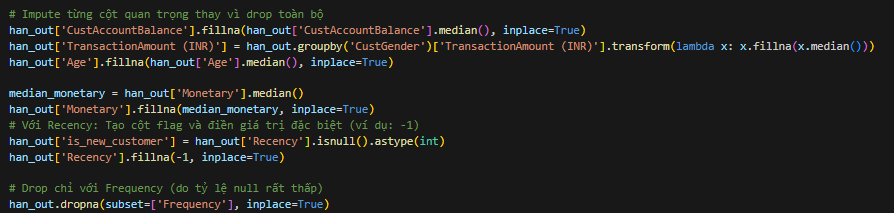 # Impute từng cột quan trọng thay vì drop toàn bộ
han_out['CustAccountBalance'].fillna(han_out['CustAccountBalance'].median(), inplace=True)
han_out['TransactionAmount (INR)'] = han_out.groupby('CustGender')['TransactionAmount (INR)'].transform(lambda x: x.fillna(x.median()))
han_out['Age'].fillna(han_out['Age'].median(), inplace=True)

median_monetary = han_out['Monetary'].median()
han_out['Monetary'].fillna(median_monetary, inplace=True)
# Với Recency: Tạo cột flag và điền giá trị đặc biệt (ví dụ: -1)
han_out['is_new_customer'] = han_out['Recency'].isnull().astype(int)
han_out['Recency'].fillna(-1, inplace=True)

# Drop chỉ với Frequency (do tỷ lệ null rất thấp)
han_out.dropna(subset=['Frequency'], inplace=True)